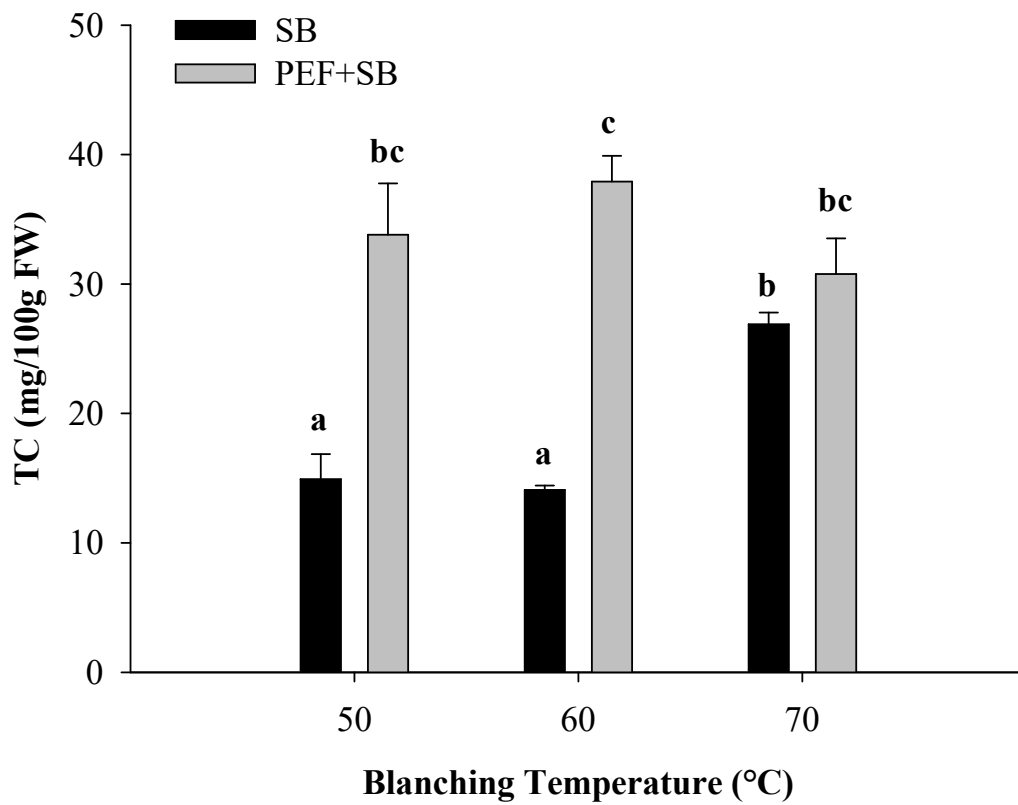 50
SB
PEF+SB
40
30
20
10
0
bc
c
bc
b
a
a
50 60 70
TC (mg/100g FW)
Blanching Temperature (°C)